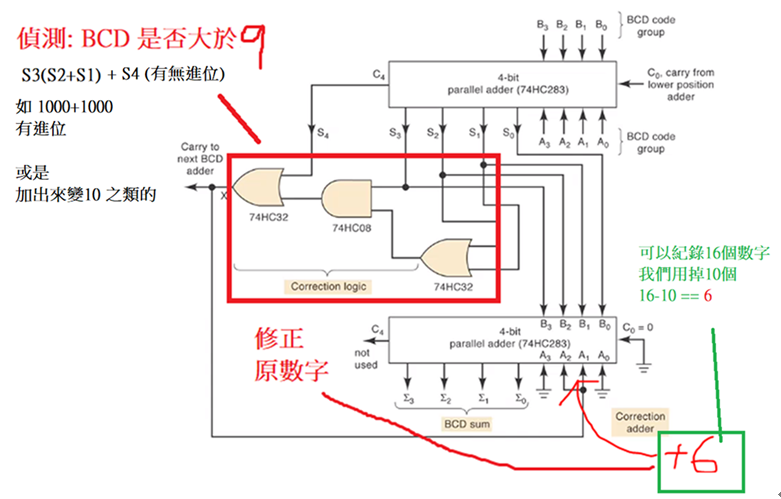 偵測: BCD 是否大於9
S3(S2+S1) + S4 (有無進位)
如 1000+1000
有進位
或是
加出來變10 之類的
B3 B2 B1 B0
BCD code
group
4-bit
parallel adder (74HC283)
C4
C0, carry from
lower position
adder
S4
S3
S2
S1
S0
A3 A2 A1 A0
BCD code
group
Carry to
next BCD
adder
X
74HC32
74HC08
74HC32
Correction logic
可以紀錄16個數字
我們用掉10個
16-10 == 6
修正
原數字
C4
not
used
4-bit
parallel adder (74HC283)
B3 B2 B1 B0
A3 A2 A1 A0
C0 = 0
Σ3 Σ2 Σ1 Σ0
BCD sum
Correction
adder
+6